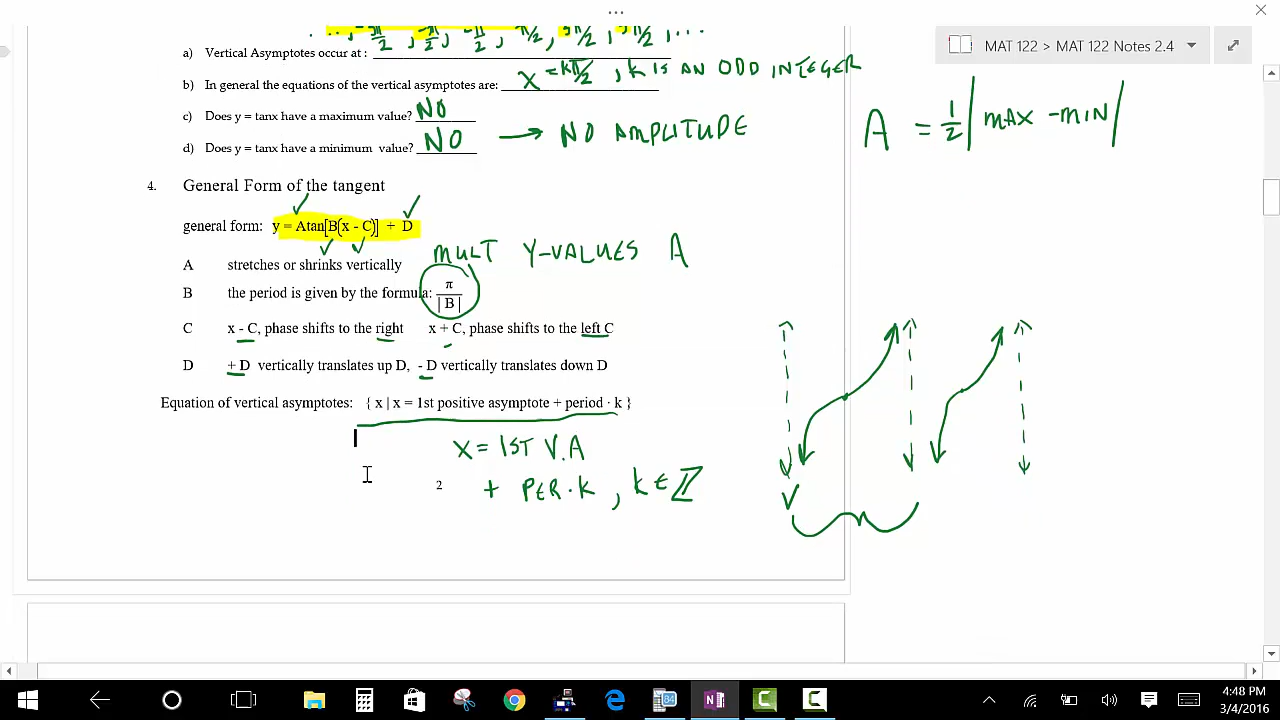 MAT 122 > MAT 122 Notes 2.4
a) Vertical Asymptotes occur at :
b) In general the equations of the vertical asymptotes are: x = kπ/2 , k IS AN ODD INTEGER
c) Does y = tanx have a maximum value? NO
d) Does y = tanx have a minimum value? NO → NO AMPLITUDE
A = 1/2 | MAX - MIN |
4. General Form of the tangent
general form: y = Atan[B(x - C)] + D
MULT Y-VALUES A
A stretches or shrinks vertically
B the period is given by the formula: π/|B|
C x - C, phase shifts to the right x + C, phase shifts to the left C
D + D vertically translates up D, - D vertically translates down D
Equation of vertical asymptotes: { x | x = 1st positive asymptote + period · k }
x = 1ST V.A
+ PER · K , k ∈ ℤ
2
4:48 PM
3/4/2016